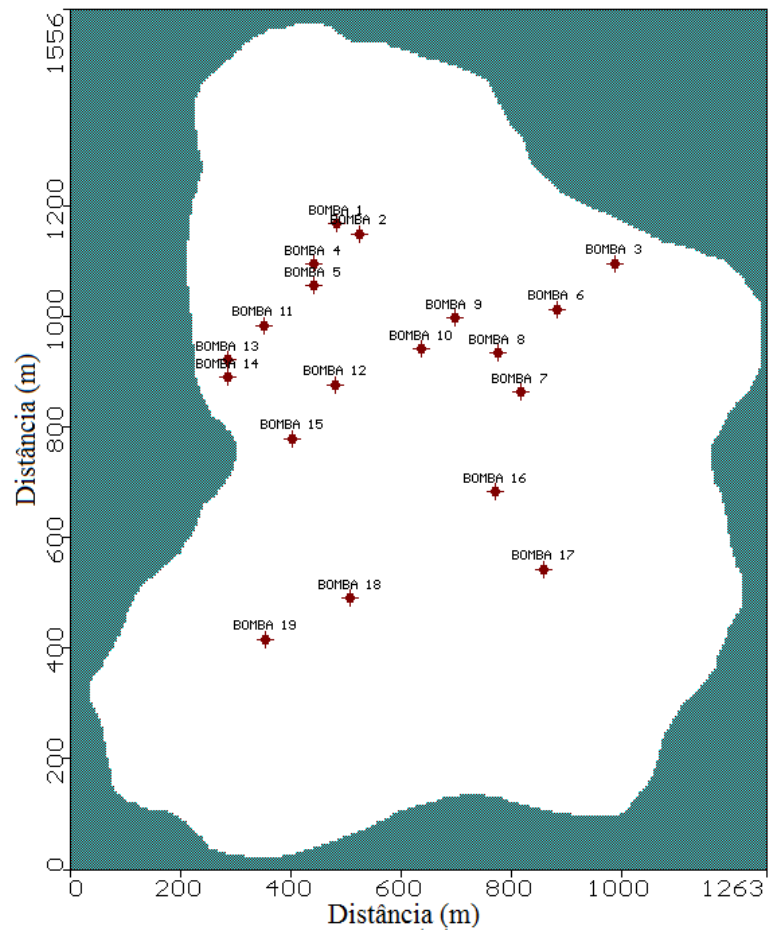 1556
1200
1000
800
600
400
200
0
Distância (m)
BOMBA 1
BOMBA 2
BOMBA 3
BOMBA 4
BOMBA 5
BOMBA 6
BOMBA 9
BOMBA 11
BOMBA 10
BOMBA 8
BOMBA 13
BOMBA 14
BOMBA 12
BOMBA 7
BOMBA 15
BOMBA 16
BOMBA 17
BOMBA 18
BOMBA 19
0 200 400 600 800 1000 1263
Distância (m)